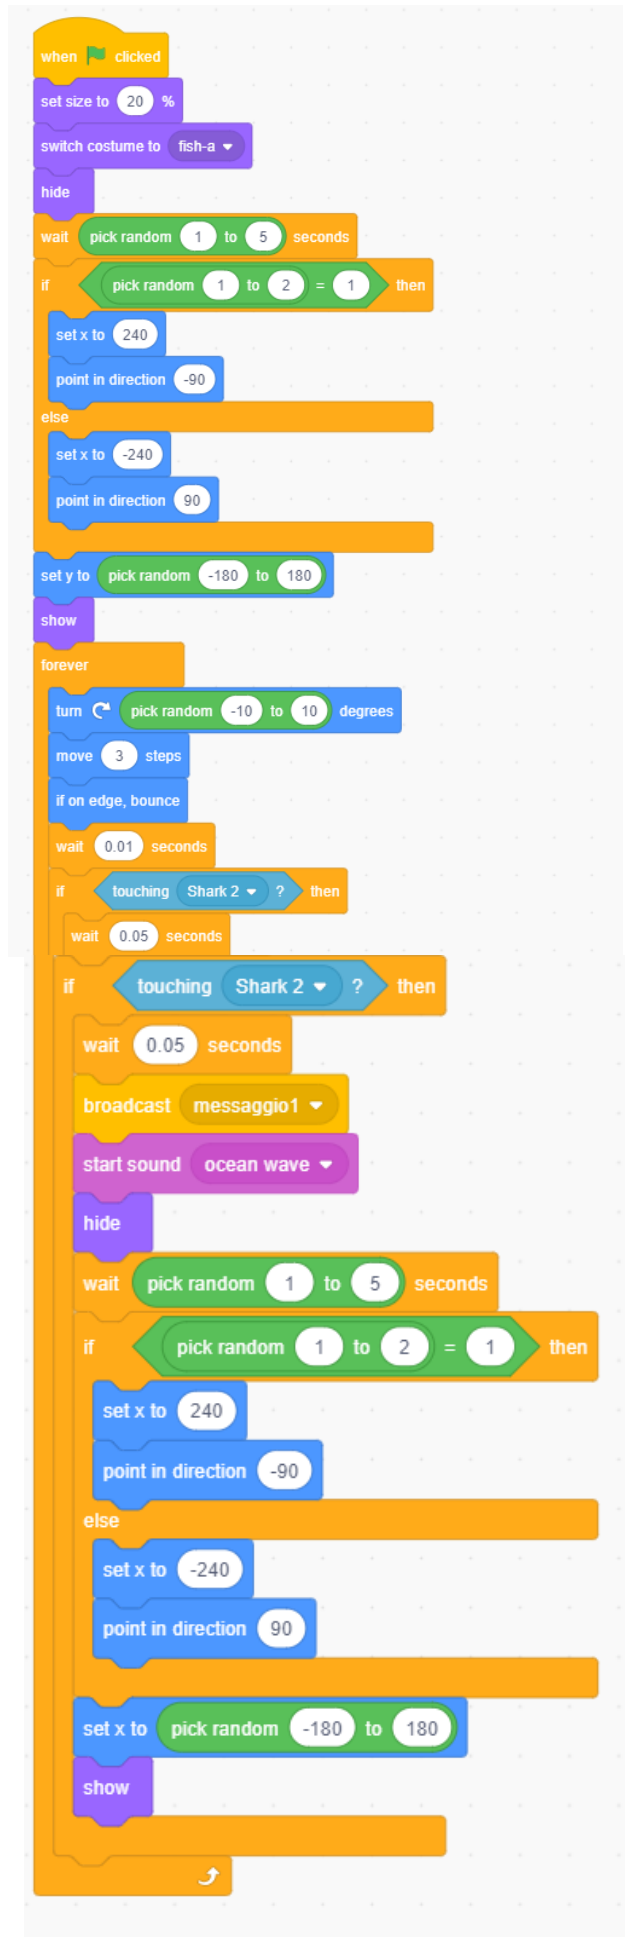 when clicked
set size to 20 %
switch costume to fish-a
hide
wait pick random 1 to 5 seconds
if pick random 1 to 2 = 1 then
set x to 240
point in direction -90
else
set x to -240
point in direction 90
set y to pick random -180 to 180
show
forever
turn pick random -10 to 10 degrees
move 3 steps
if on edge, bounce
wait 0.01 seconds
if touching Shark 2 ? then
wait 0.05 seconds
if touching Shark 2 ? then
wait 0.05 seconds
broadcast messaggio1
start sound ocean wave
hide
wait pick random 1 to 5 seconds
if pick random 1 to 2 = 1 then
set x to 240
point in direction -90
else
set x to -240
point in direction 90
set x to pick random -180 to 180
show